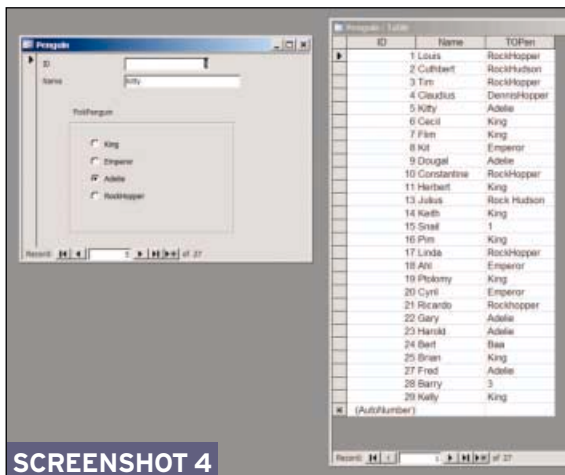 Penguin
ID
Name
Kitty
PickPenguin
King
Emperor
Adelie
RockHopper
Record: 5 of 27
Penguin : Table
ID Name TOPen
1 Louis RockHopper
2 Cuthbert RockHudson
3 Tim RockHopper
4 Claudius DennisHopper
5 Kitty Adelie
6 Cecil King
7 Flim King
8 Kit Emperor
9 Dougal Adelie
10 Constantine RockHopper
11 Herbert King
13 Julius Rock Hudson
14 Keith King
15 Snail 1
16 Pim King
17 Linda RockHopper
18 Emperor
19 Ptolomy King
20 Cyril Emperor
21 Ricardo Rockhopper
22 Gary Adelie
23 Harold Adelie
24 Bert Baa
25 Brian King
27 Fred Adelie
28 Barry 3
29 Kelly King
(AutoNumber)
Record: 1 of 27
SCREENSHOT 4